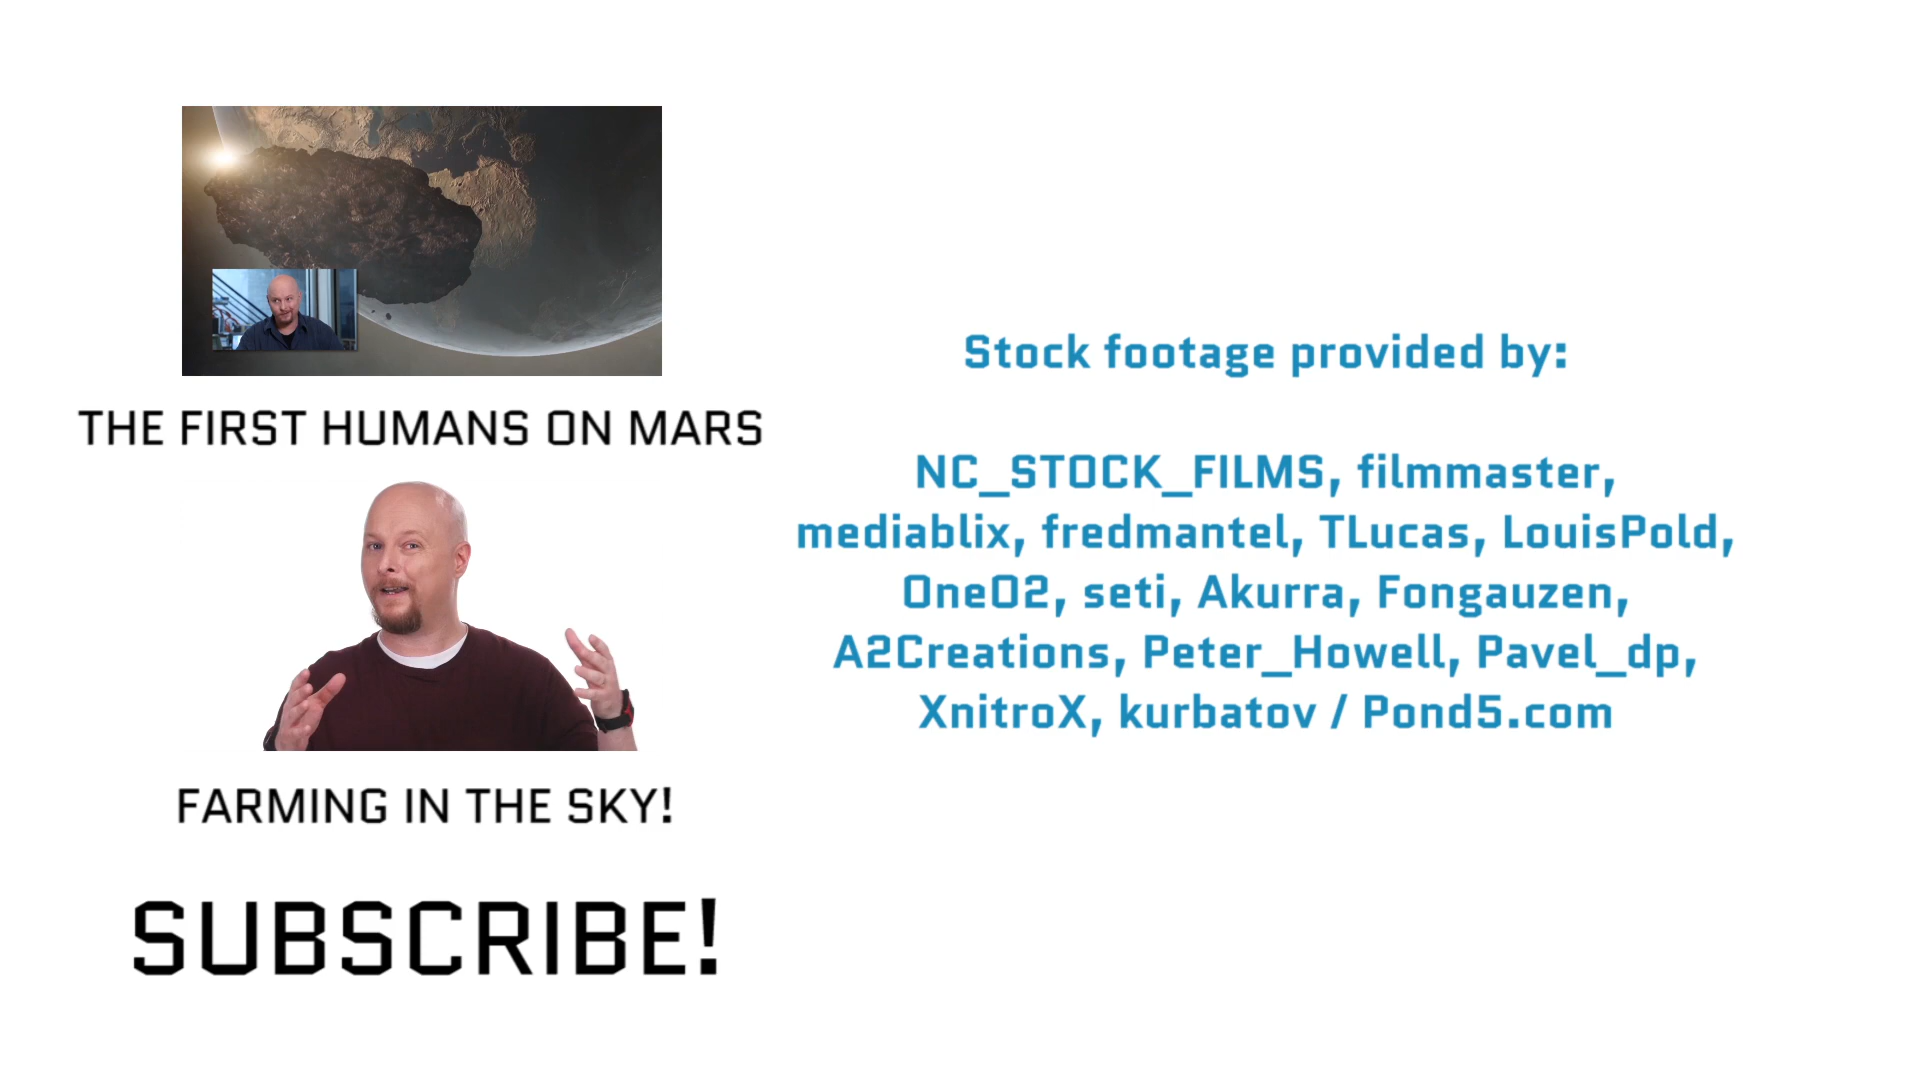 THE FIRST HUMANS ON MARS
FARMING IN THE SKY!
SUBSCRIBE!
Stock footage provided by:
NC_STOCK_FILMS, filmmaster,
mediablix, fredmantel, TLucas, LouisPold,
OneO2, seti, Akurra, Fongauzen,
A2Creations, Peter_Howell, Pavel_dp,
XnitroX, kurbatov / Pond5.com